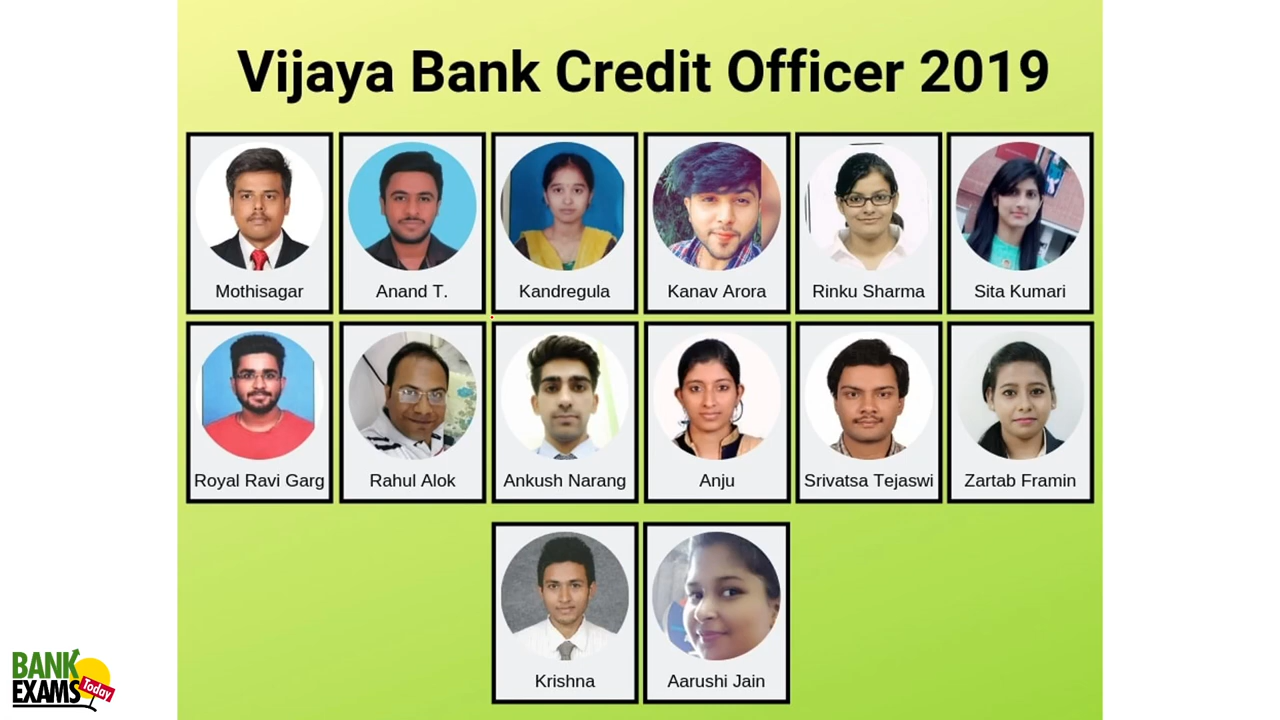 Vijaya Bank Credit Officer 2019
Mothisagar
Anand T.
Kandregula
Kanav Arora
Rinku Sharma
Sita Kumari
Royal Ravi Garg
Rahul Alok
Ankush Narang
Anju
Srivatsa Tejaswi
Zartab Framin
Krishna
Aarushi Jain
BANK
EXAMS Today